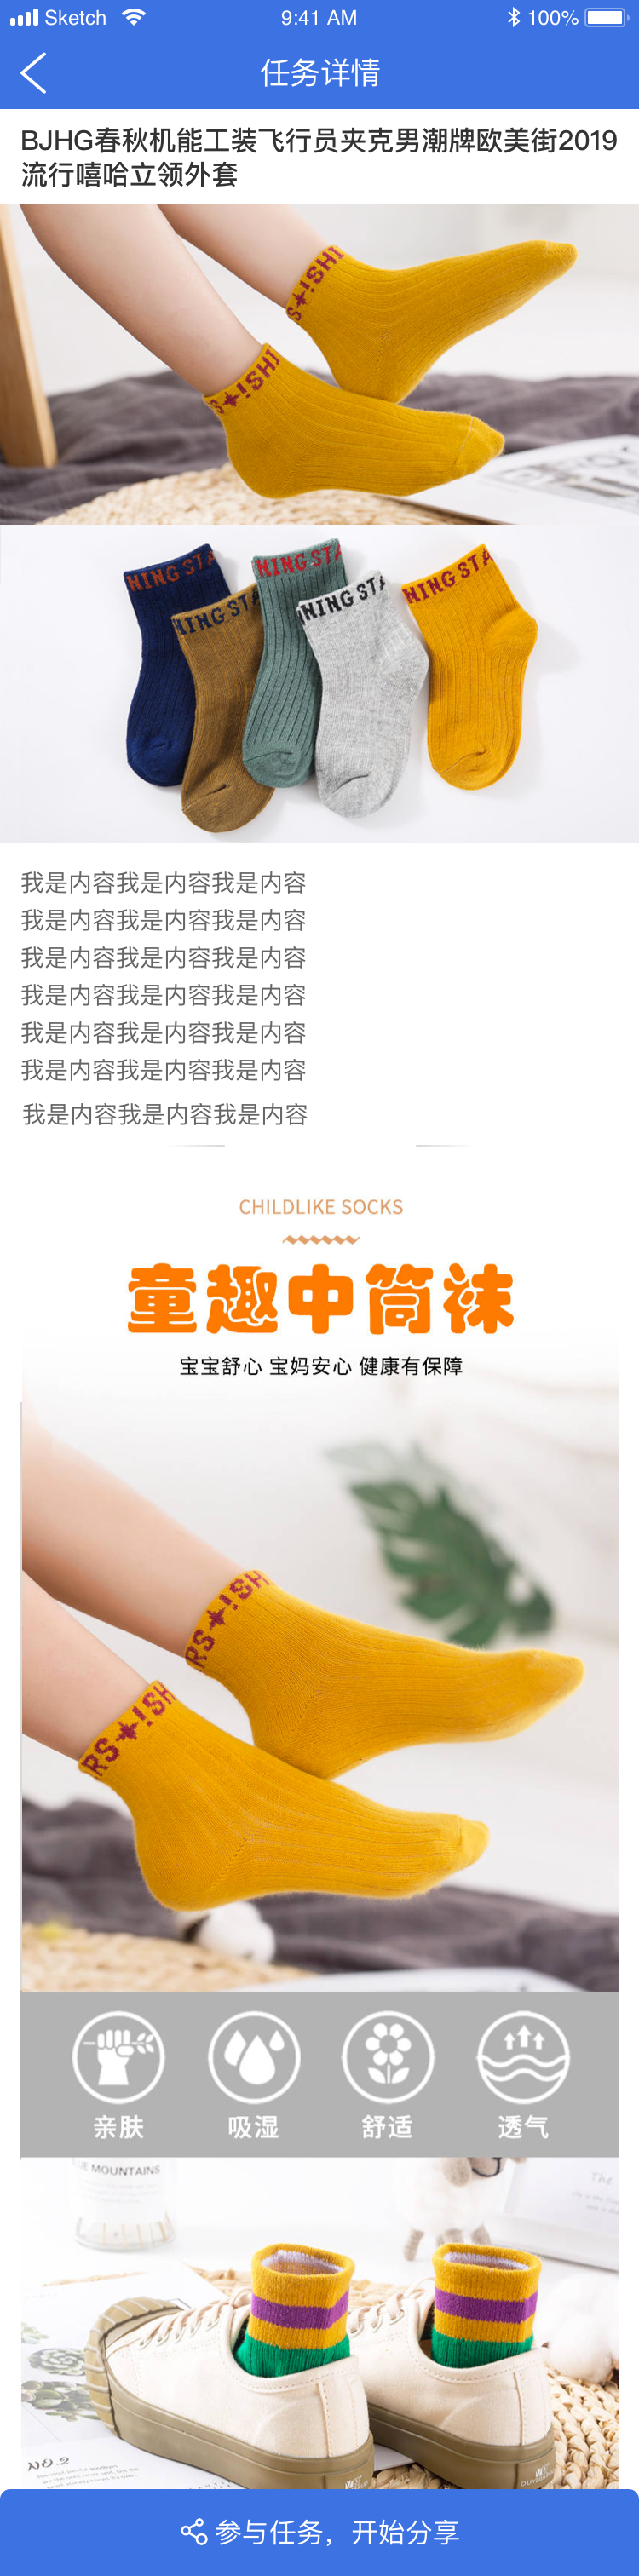 Sketch 9:41 AM 100%
任务详情
BJHG春秋机能工装飞行员夹克男潮牌欧美街2019
流行嘻哈立领外套
NING STA
NING STA
NING STA
NING STA
NING STA
我是内容我是内容我是内容
我是内容我是内容我是内容
我是内容我是内容我是内容
我是内容我是内容我是内容
我是内容我是内容我是内容
我是内容我是内容我是内容
我是内容我是内容我是内容
CHILDLIKE SOCKS
童趣中筒袜
宝宝舒心 宝妈安心 健康有保障
亲肤 吸湿 舒适 透气
MOUNTAINS
The
NO.2
参与任务，开始分享